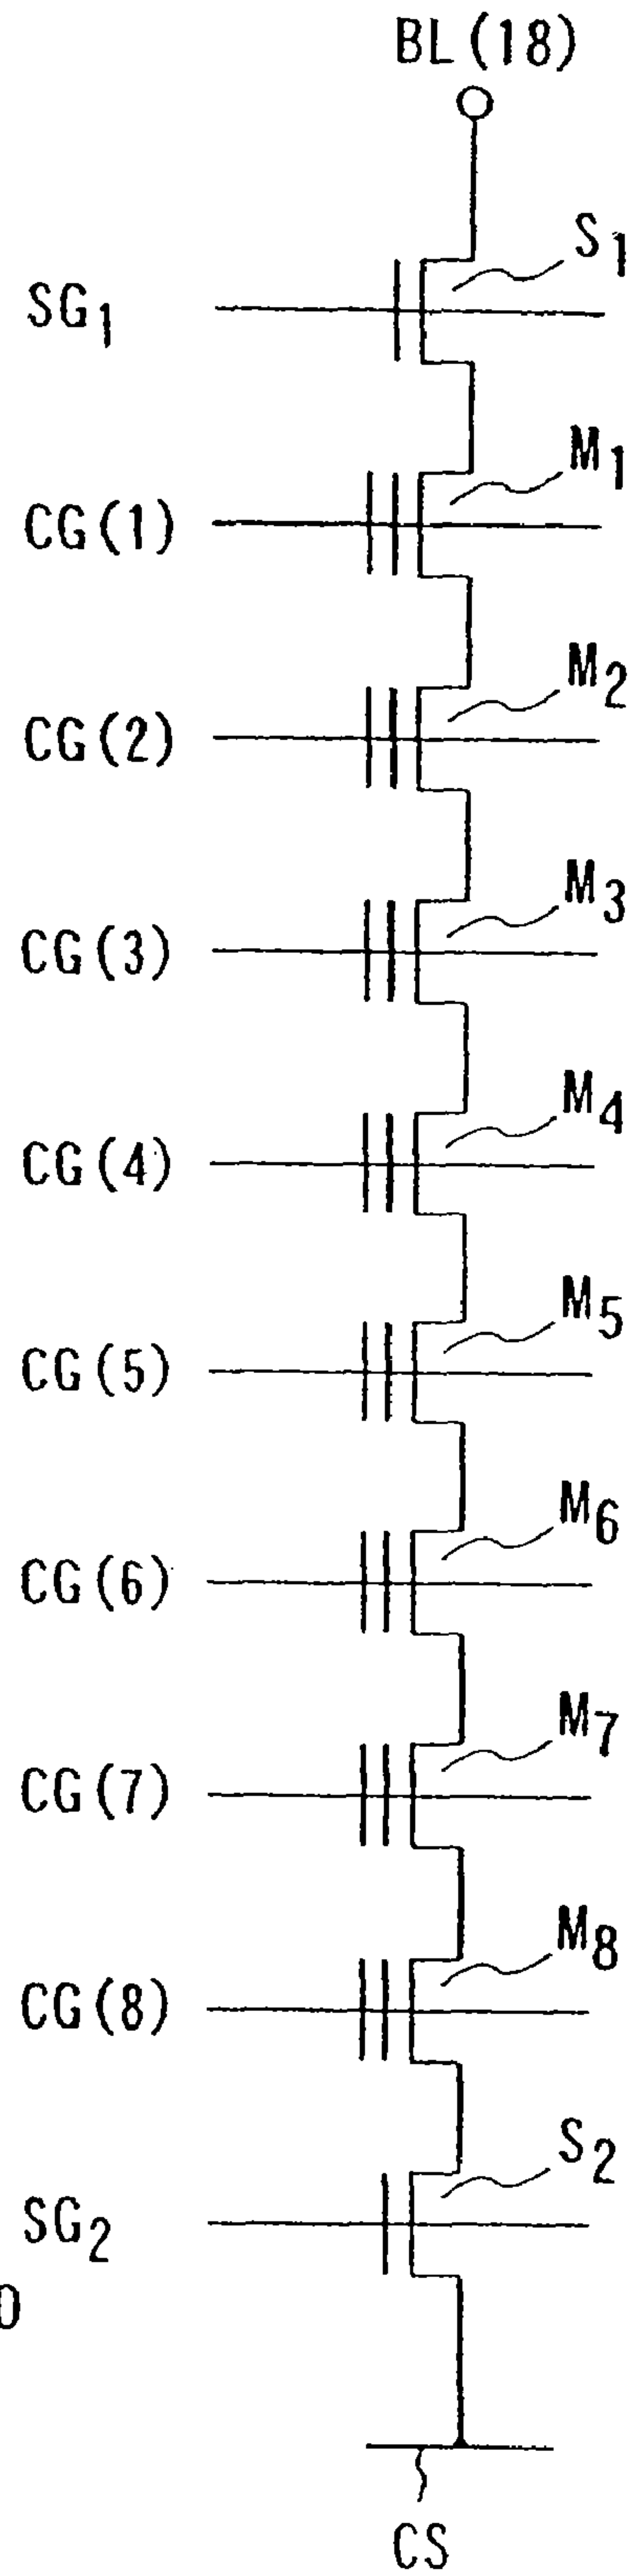 BL(18)
S1
SG1
M1
CG(1)
M2
CG(2)
M3
CG(3)
M4
CG(4)
M5
CG(5)
M6
CG(6)
M7
CG(7)
M8
CG(8)
S2
SG2
CS